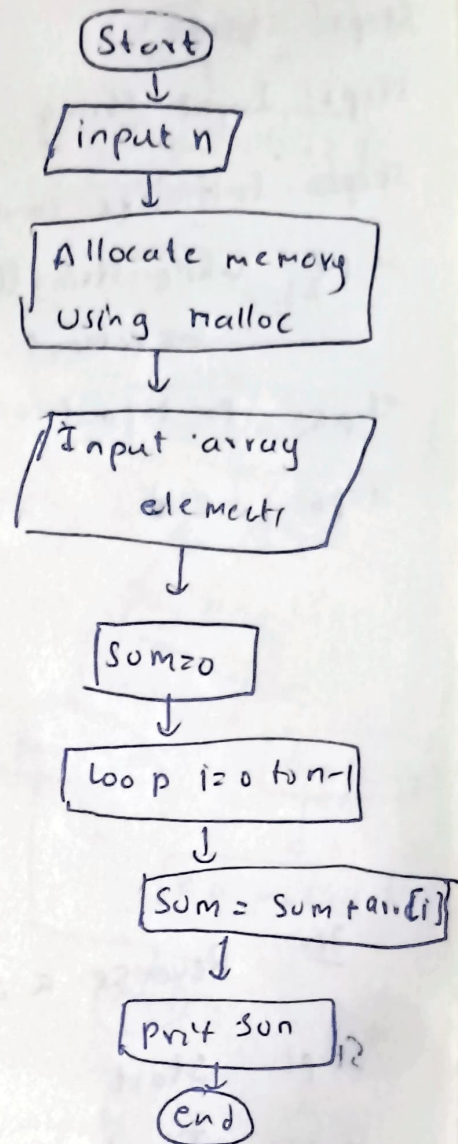 Start
input n
Allocate memory
using malloc
Input array
elements
Sum=0
Loop i=0 to n-1
Sum = Sum+arr[i]
print sum
end